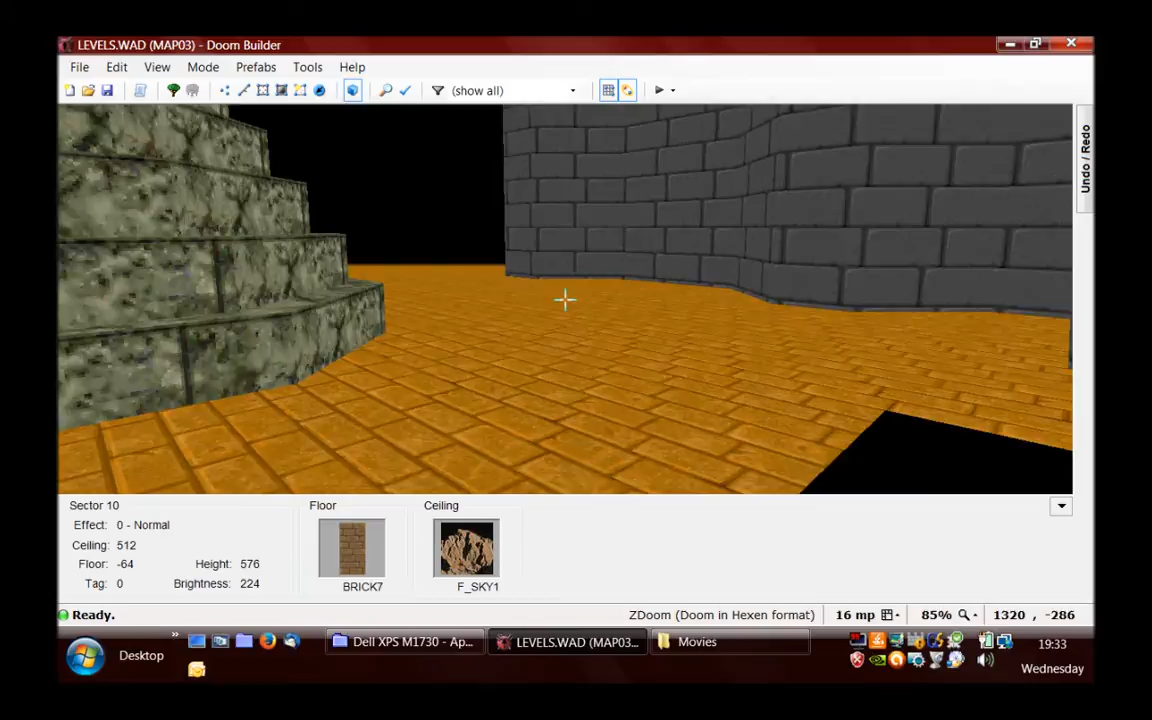 LEVELS.WAD (MAP03) - Doom Builder
File Edit View Mode Prefabs Tools Help
(show all)
Undo / Redo
Sector 10
Effect: 0 - Normal
Ceiling: 512
Floor: -64 Height: 576
Tag: 0 Brightness: 224
Floor
BRICK7
Ceiling
F_SKY1
Ready.
ZDoom (Doom in Hexen format) 16 mp 85% 1320 , -286
Desktop
»
Dell XPS M1730 - Ap...
LEVELS.WAD (MAP03...
Movies
19:33
Wednesday